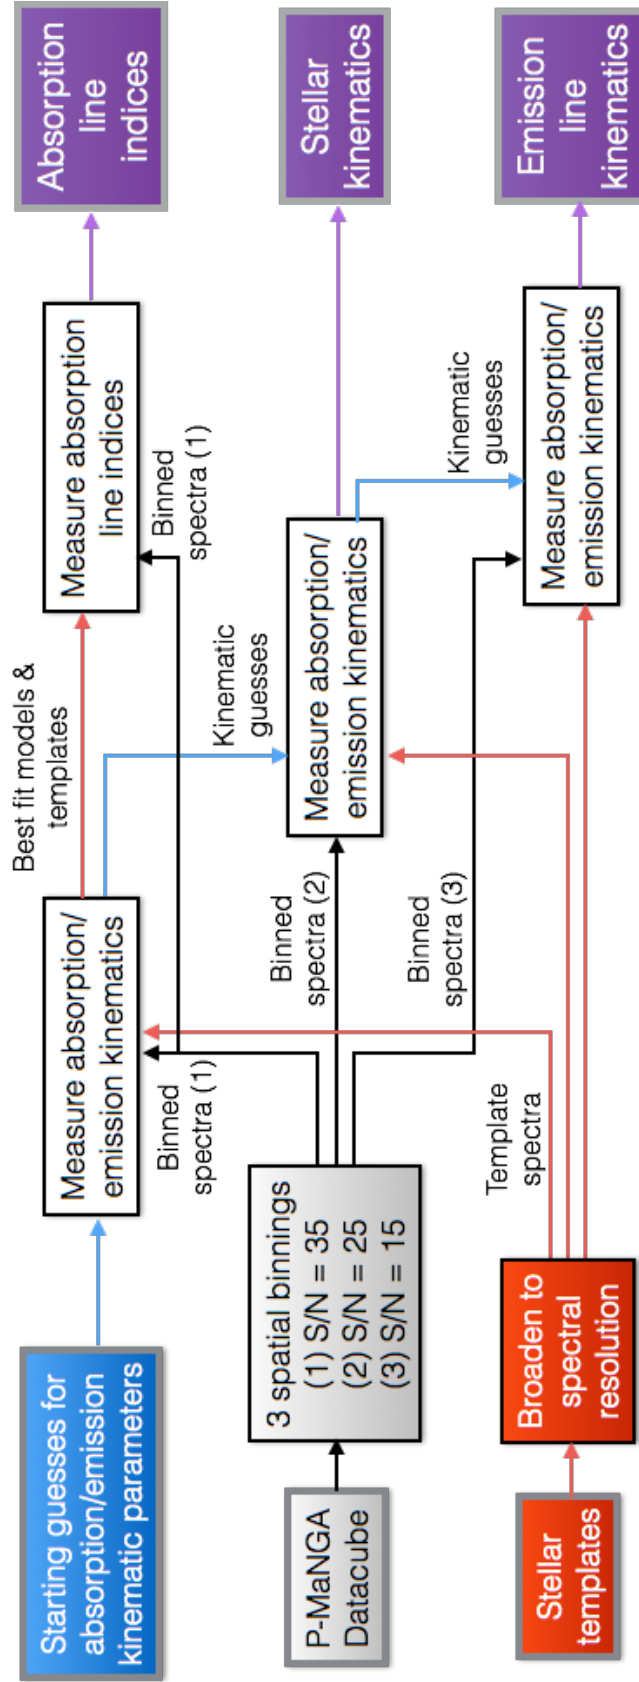 Starting guesses for
absorption/emission
kinematic parameters
Measure absorption/
emission kinematics
Best fit models &
templates
Measure absorption
line indices
Absorption
line
indices
Binned
spectra (1)
Kinematic
guesses
Binned
spectra (1)
P-MaNGA
Datacube
3 spatial binnings
(1) S/N = 35
(2) S/N = 25
(3) S/N = 15
Binned
spectra (2)
Measure absorption/
emission kinematics
Stellar
kinematics
Binned
spectra (3)
Kinematic
guesses
Stellar
templates
Broaden to
spectral
resolution
Template
spectra
Measure absorption/
emission kinematics
Emission
line
kinematics